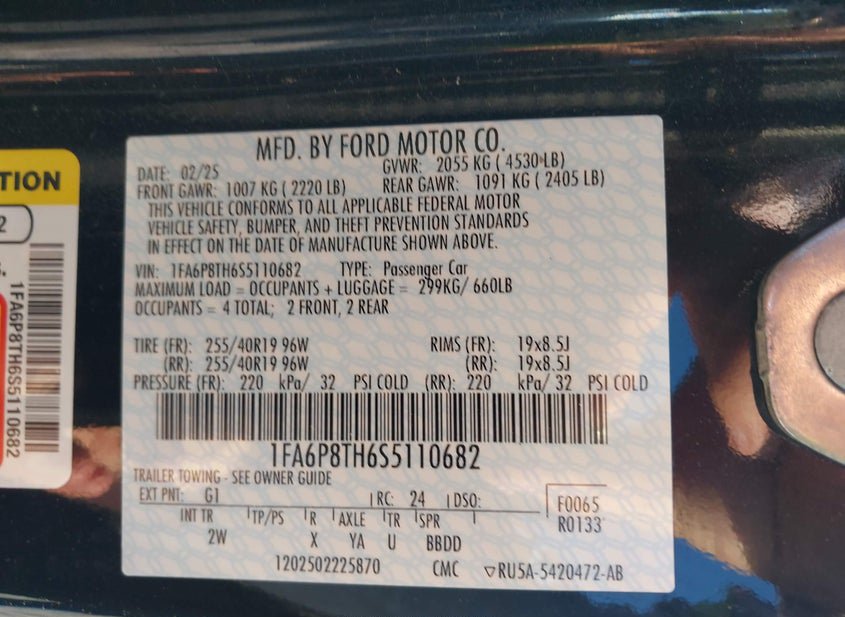 TION
2
1FA6P8TH6S5110682
MFD. BY FORD MOTOR CO.
DATE: 02/25 GVWR: 2055 KG ( 4530 LB)
FRONT GAWR: 1007 KG ( 2220 LB) REAR GAWR: 1091 KG ( 2405 LB)
THIS VEHICLE CONFORMS TO ALL APPLICABLE FEDERAL MOTOR
VEHICLE SAFETY, BUMPER, AND THEFT PREVENTION STANDARDS
IN EFFECT ON THE DATE OF MANUFACTURE SHOWN ABOVE.
VIN: 1FA6P8TH6S5110682 TYPE: Passenger Car
MAXIMUM LOAD = OCCUPANTS + LUGGAGE = 299KG/ 660LB
OCCUPANTS = 4 TOTAL; 2 FRONT, 2 REAR
TIRE (FR): 255/40R19 96W RIMS (FR): 19x8.5J
(RR): 255/40R19 96W (RR): 19x8.5J
PRESSURE (FR): 220 kPa/ 32 PSI COLD (RR): 220 kPa/ 32 PSI COLD
1FA6P8TH6S5110682
TRAILER TOWING - SEE OWNER GUIDE
EXT PNT: G1 RC: 24 DSO: F0065
INT TR TP/PS R AXLE TR SPR R0133
2W X YA U BBDD
1202502225870 CMC ▽RU5A-5420472-AB